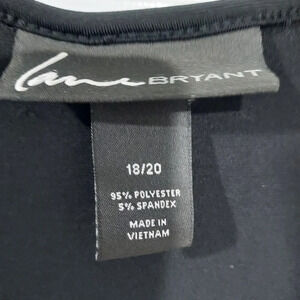 Lane BRYANT
18/20
95% POLYESTER
5% SPANDEX
MADE IN
VIETNAM